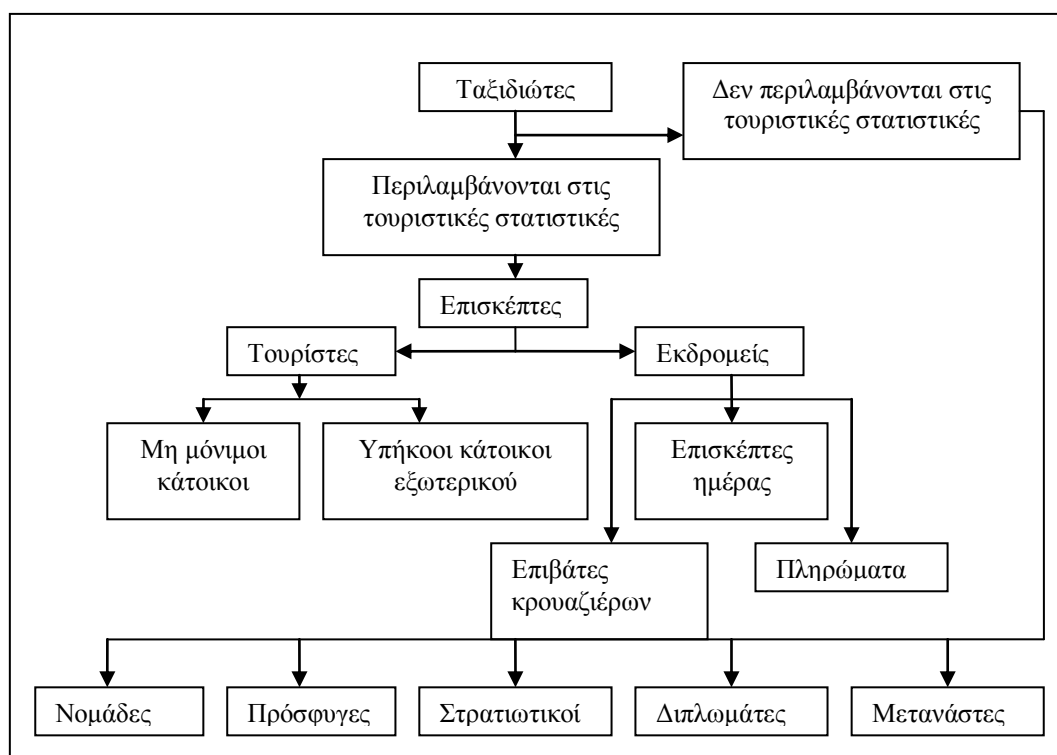 Ταξιδιώτες
Δεν περιλαμβάνονται στις
τουριστικές στατιστικές
Περιλαμβάνονται στις
τουριστικές στατιστικές
Επισκέπτες
Τουρίστες
Εκδρομείς
Μη μόνιμοι
κάτοικοι
Υπήκοοι κάτοικοι
εξωτερικού
Επισκέπτες
ημέρας
Επιβάτες
κρουαζιέρων
Πληρώματα
Νομάδες
Πρόσφυγες
Στρατιωτικοί
Διπλωμάτες
Μετανάστες